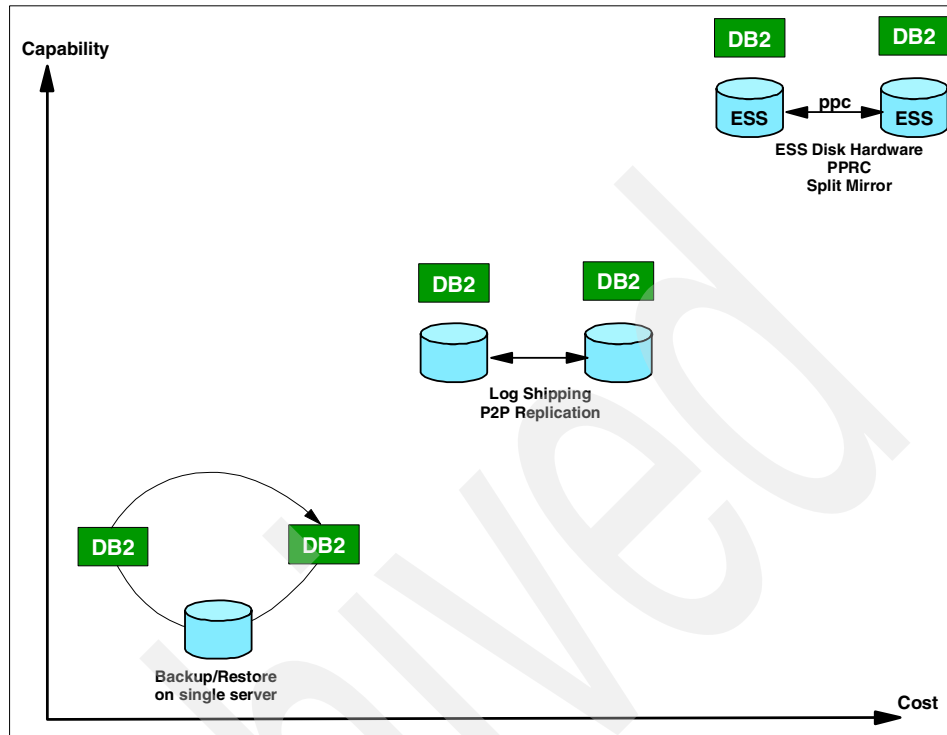 Capability
DB2
DB2
ESS
ppc
ESS
ESS Disk Hardware
PPRC
Split Mirror
DB2
DB2
Log Shipping
P2P Replication
DB2
DB2
Backup/Restore
on single server
Cost
hived